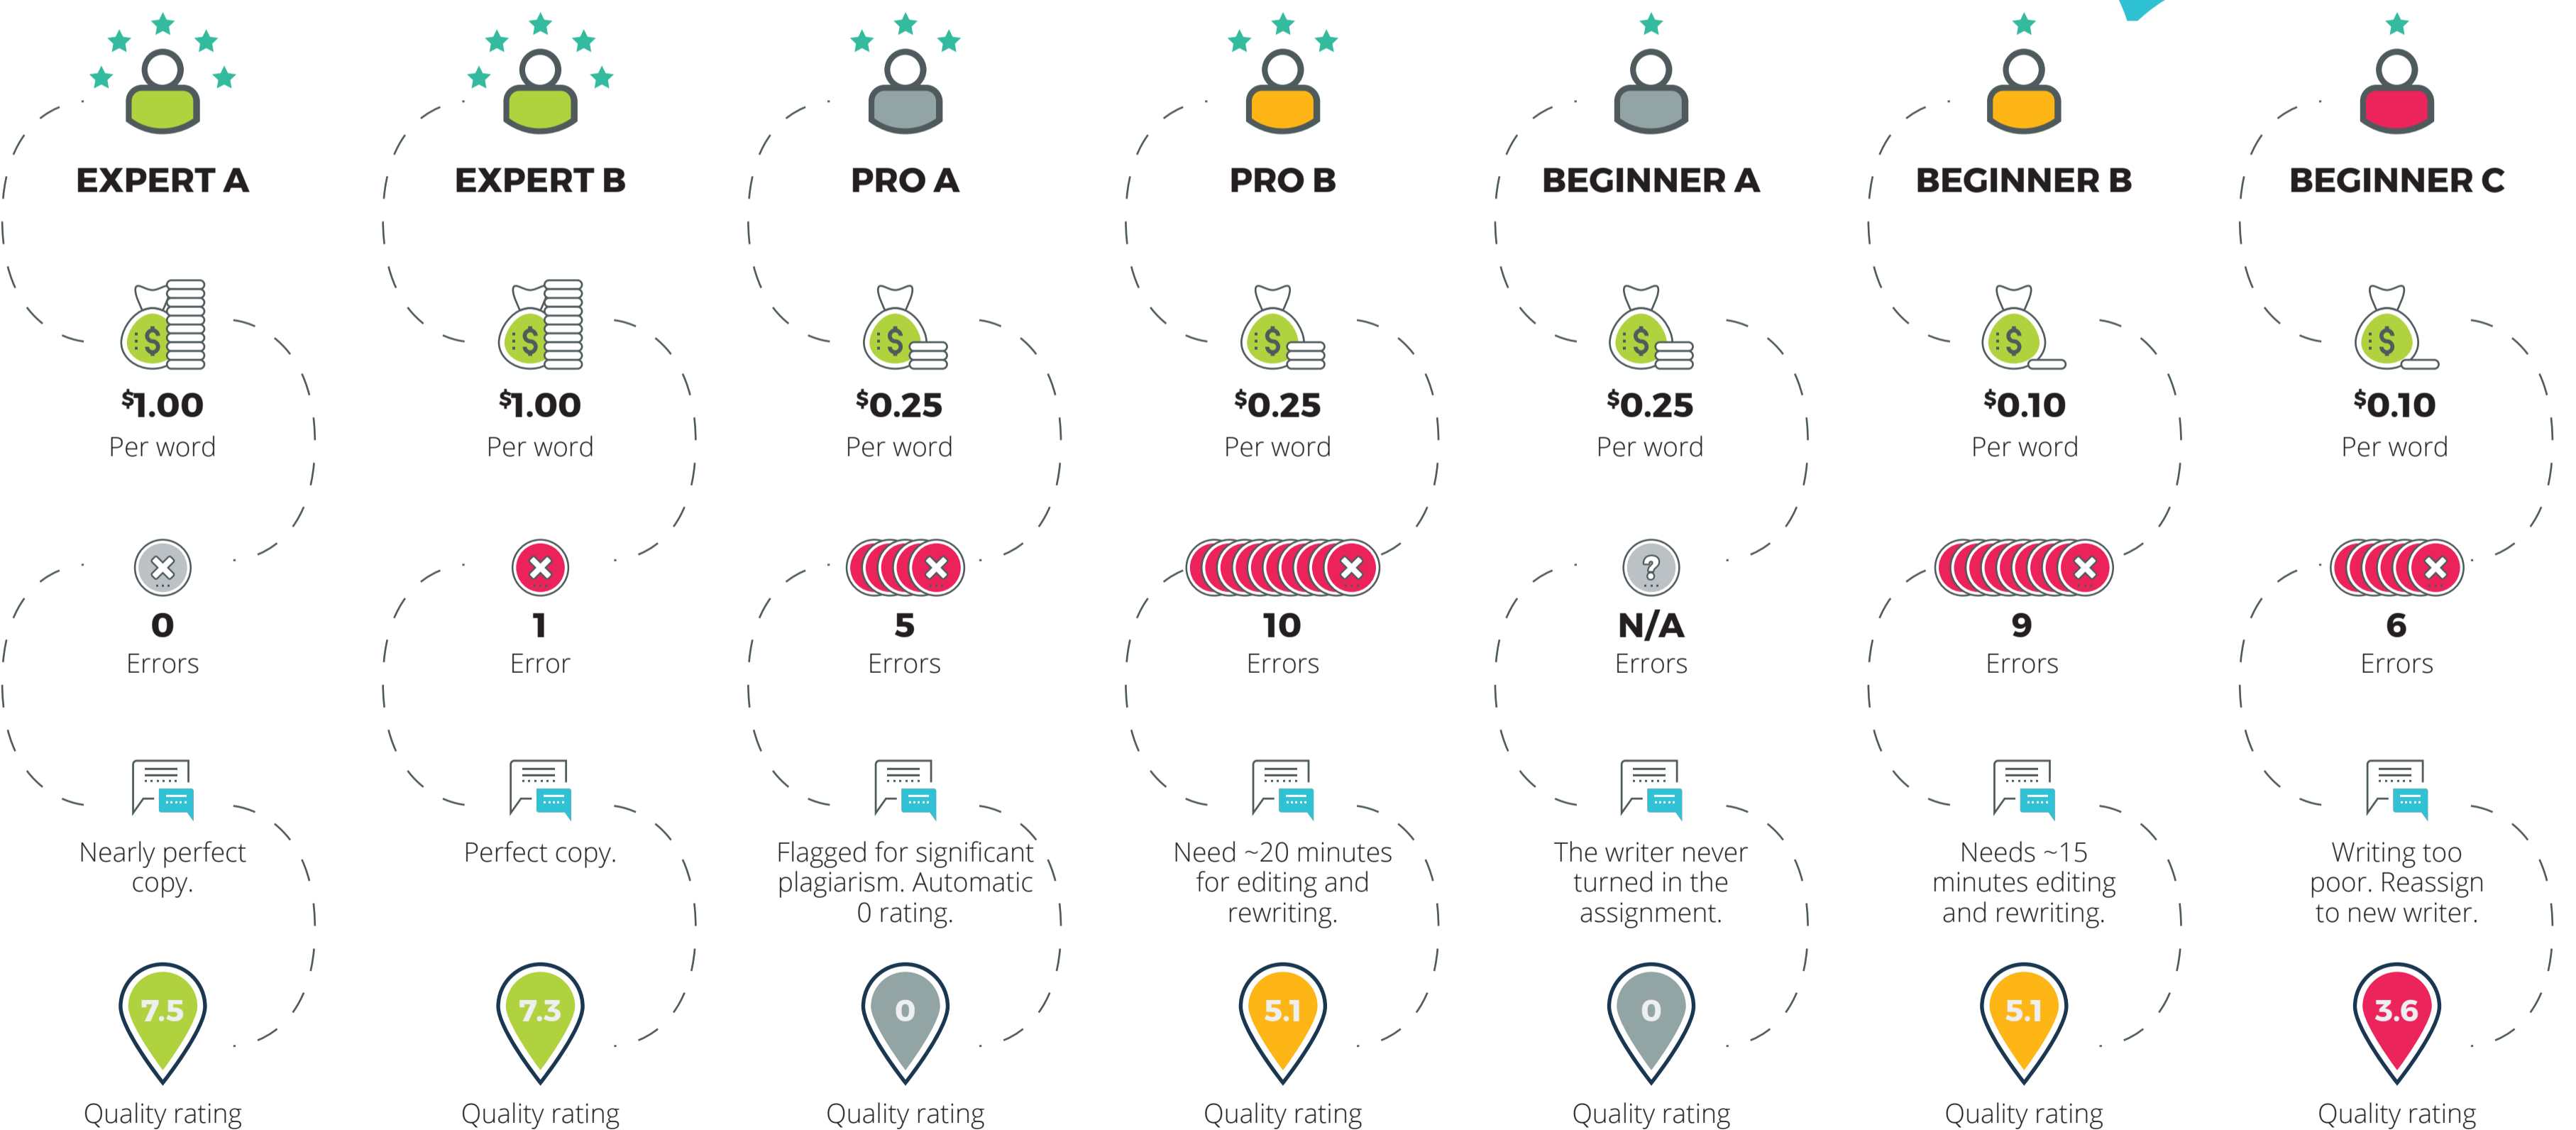 EXPERT A
$1.00
Per word
0
Errors
Nearly perfect
copy.
7.5
Quality rating
EXPERT B
$1.00
Per word
1
Error
Perfect copy.
7.3
Quality rating
PRO A
$0.25
Per word
5
Errors
Flagged for significant
plagiarism. Automatic
0 rating.
0
Quality rating
PRO B
$0.25
Per word
10
Errors
Need ~20 minutes
for editing and
rewriting.
5.1
Quality rating
BEGINNER A
$0.25
Per word
?
N/A
Errors
The writer never
turned in the
assignment.
0
Quality rating
BEGINNER B
$0.10
Per word
9
Errors
Needs ~15
minutes editing
and rewriting.
5.1
Quality rating
BEGINNER C
$0.10
Per word
6
Errors
Writing too
poor. Reassign
to new writer.
3.6
Quality rating